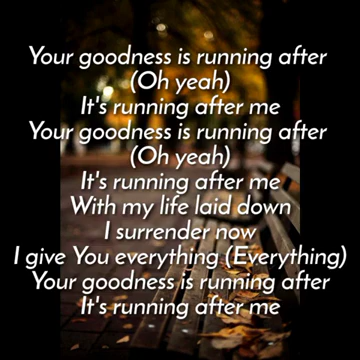 Your goodness is running after
(Oh yeah)
It's running after me
Your goodness is running after
(Oh yeah)
It's running after me
With my life laid down
I surrender now
I give You everything (Everything)
Your goodness is running after
It's running after me